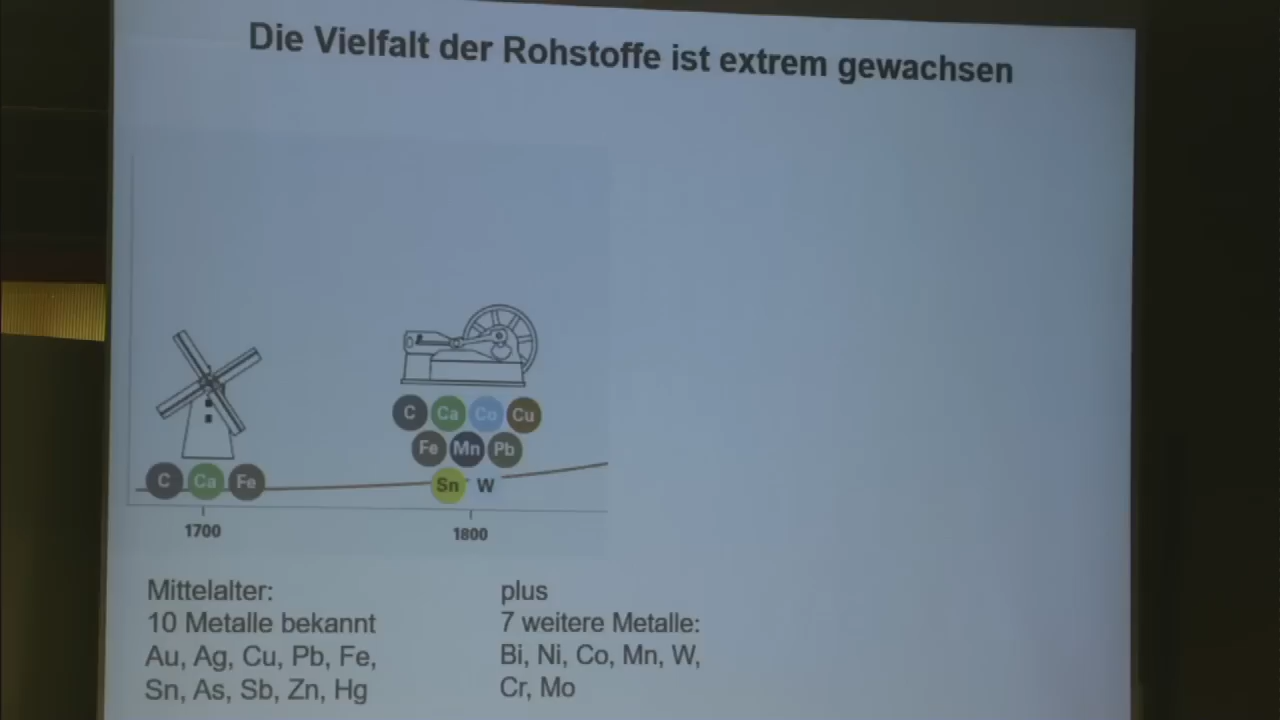 Die Vielfalt der Rohstoffe ist extrem gewachsen
C Ca Co Cu
Fe Mn Pb
Sn W
C Ca Fe
1700
1800
Mittelalter:
10 Metalle bekannt
Au, Ag, Cu, Pb, Fe,
Sn, As, Sb, Zn, Hg
plus
7 weitere Metalle:
Bi, Ni, Co, Mn, W,
Cr, Mo